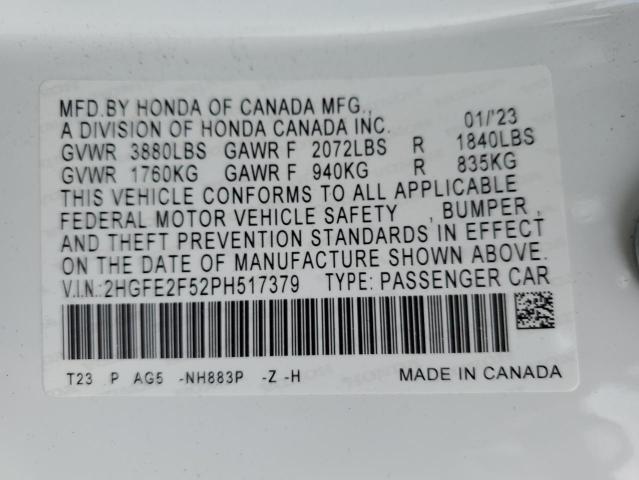 MFD.BY HONDA OF CANADA MFG.,
A DIVISION OF HONDA CANADA INC. 01/'23
GVWR 3880LBS GAWR F 2072LBS R 1840LBS
GVWR 1760KG GAWR F 940KG R 835KG
THIS VEHICLE CONFORMS TO ALL APPLICABLE
FEDERAL MOTOR VEHICLE SAFETY , BUMPER ,
AND THEFT PREVENTION STANDARDS IN EFFECT
ON THE DATE OF MANUFACTURE SHOWN ABOVE.
V.I.N.:2HGFE2F52PH517379 TYPE: PASSENGER CAR
T23 P AG5 -NH883P -Z -H MADE IN CANADA